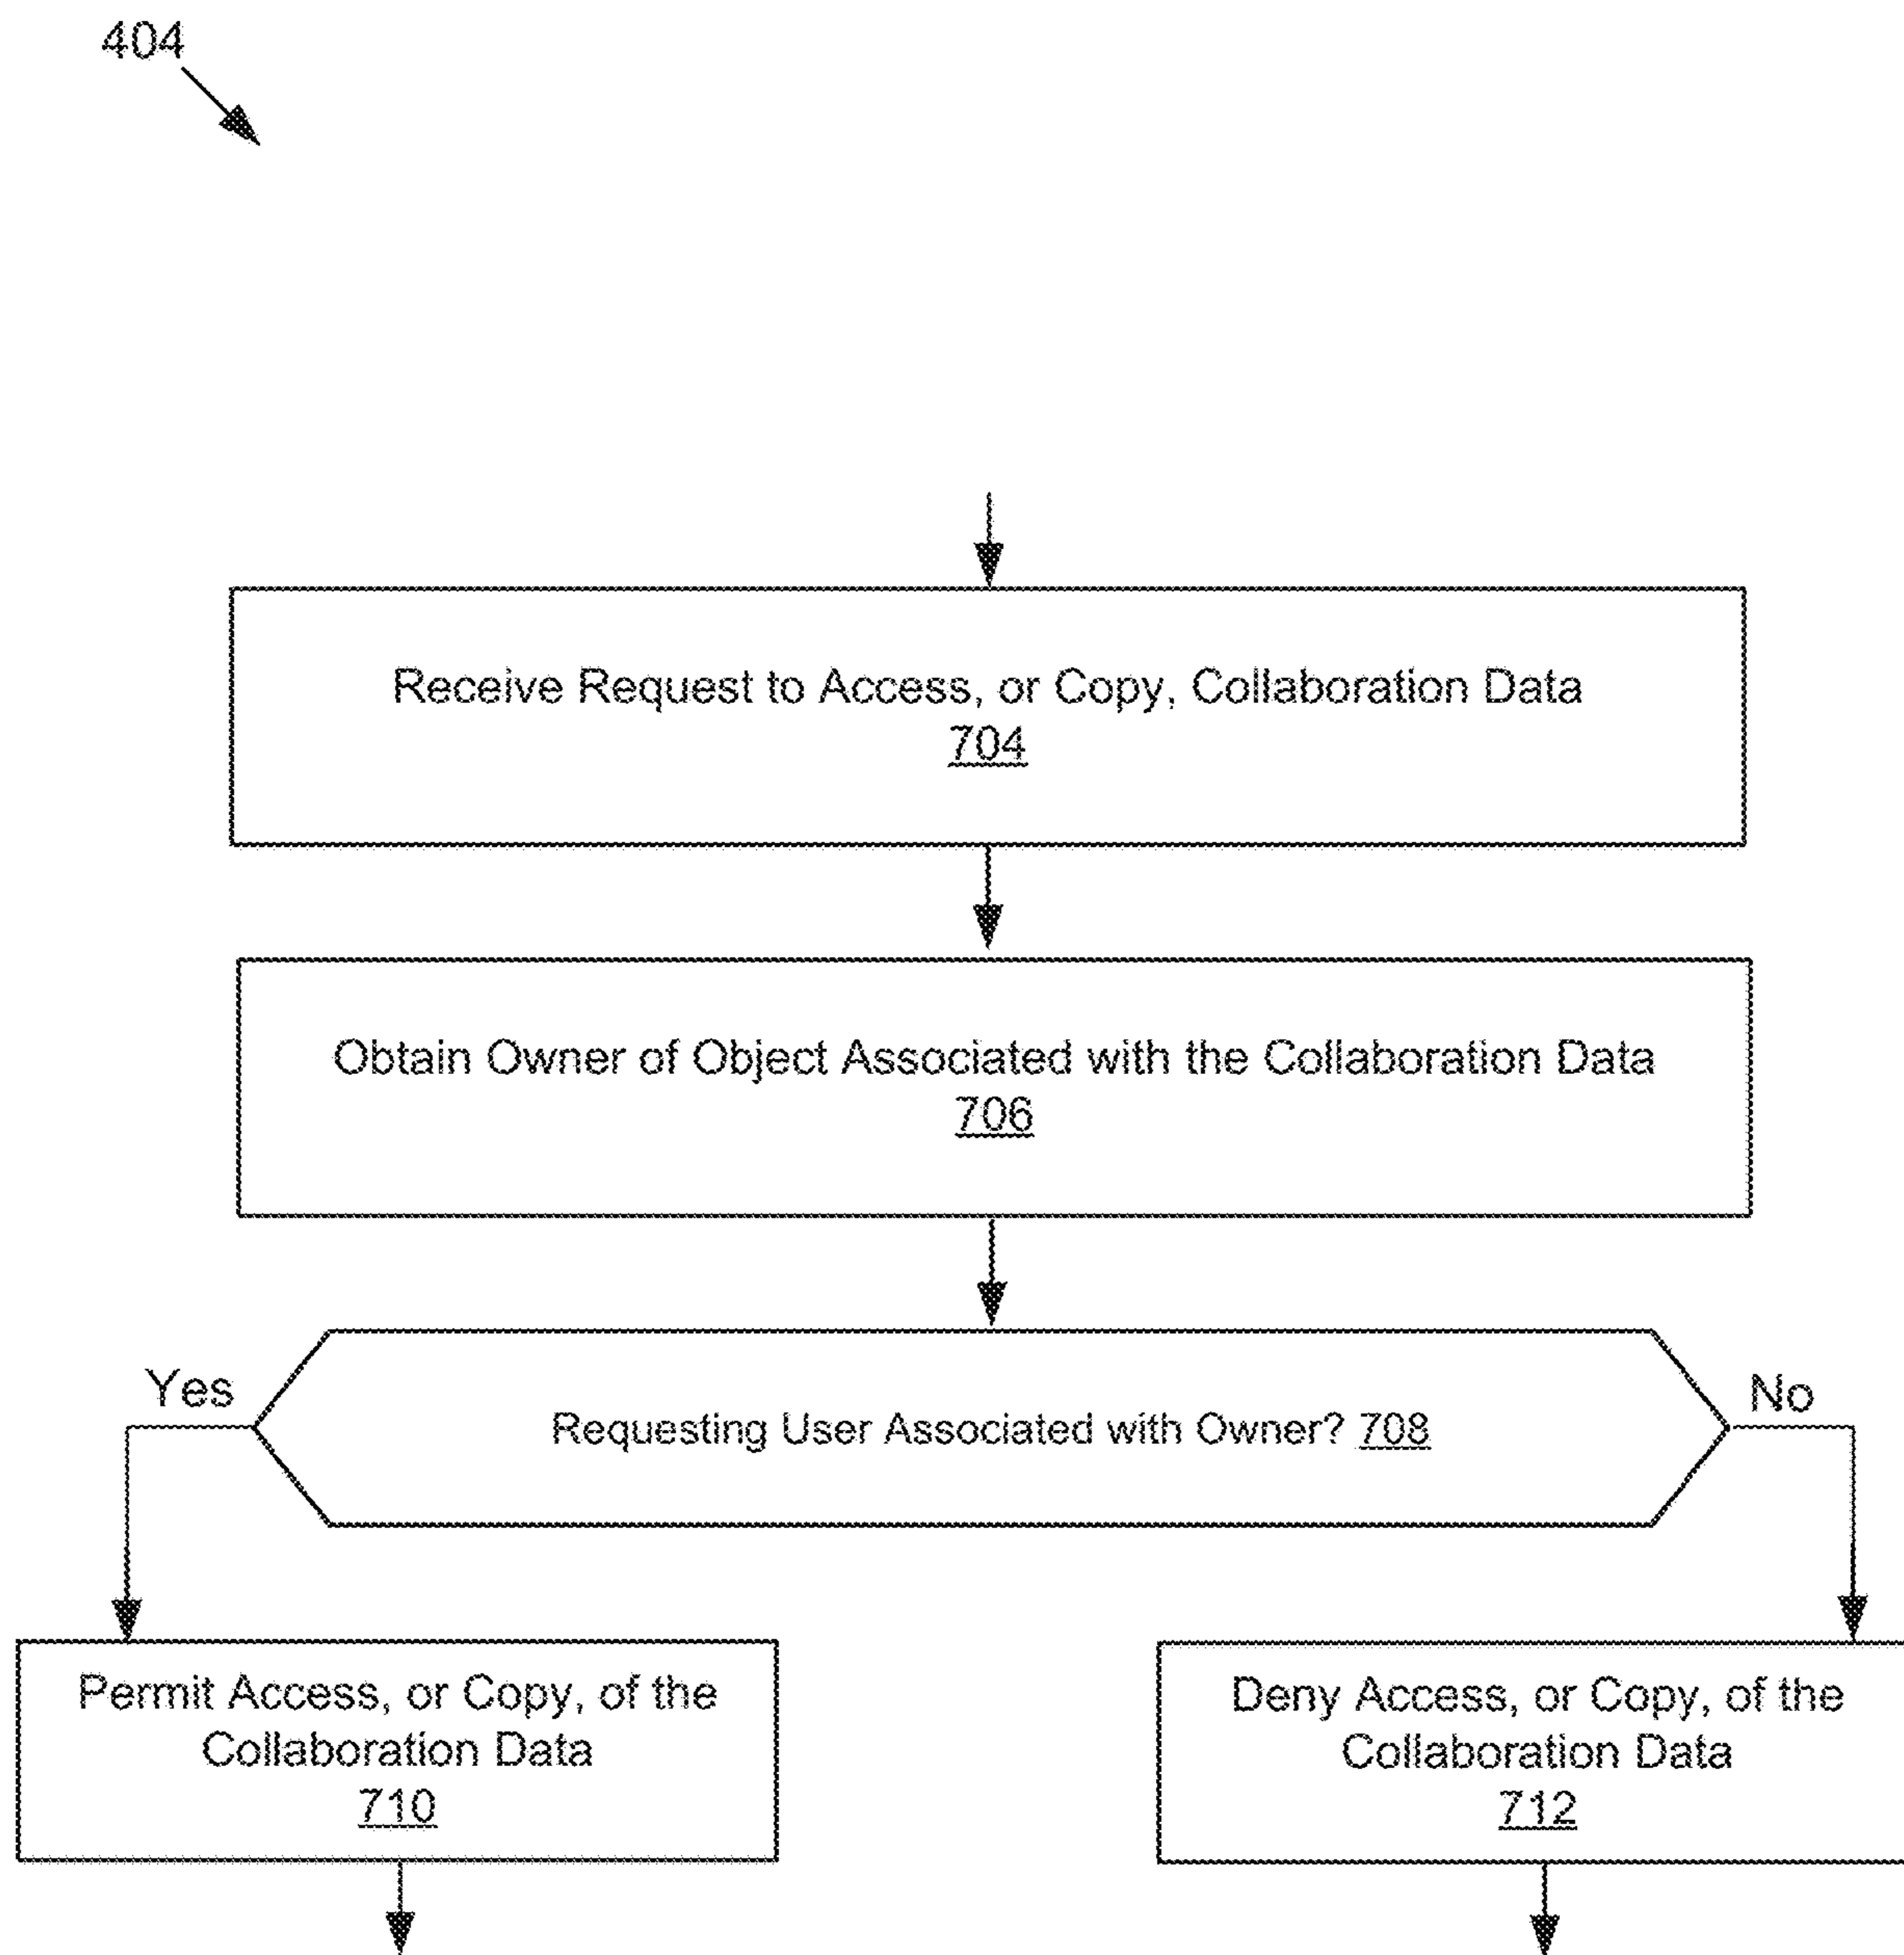 404
Receive Request to Access, or Copy, Collaboration Data
704
Obtain Owner of Object Associated with the Collaboration Data
706
Yes
Requesting User Associated with Owner? 708
No
Permit Access, or Copy, of the
Collaboration Data
710
Deny Access, or Copy, of the
Collaboration Data
712